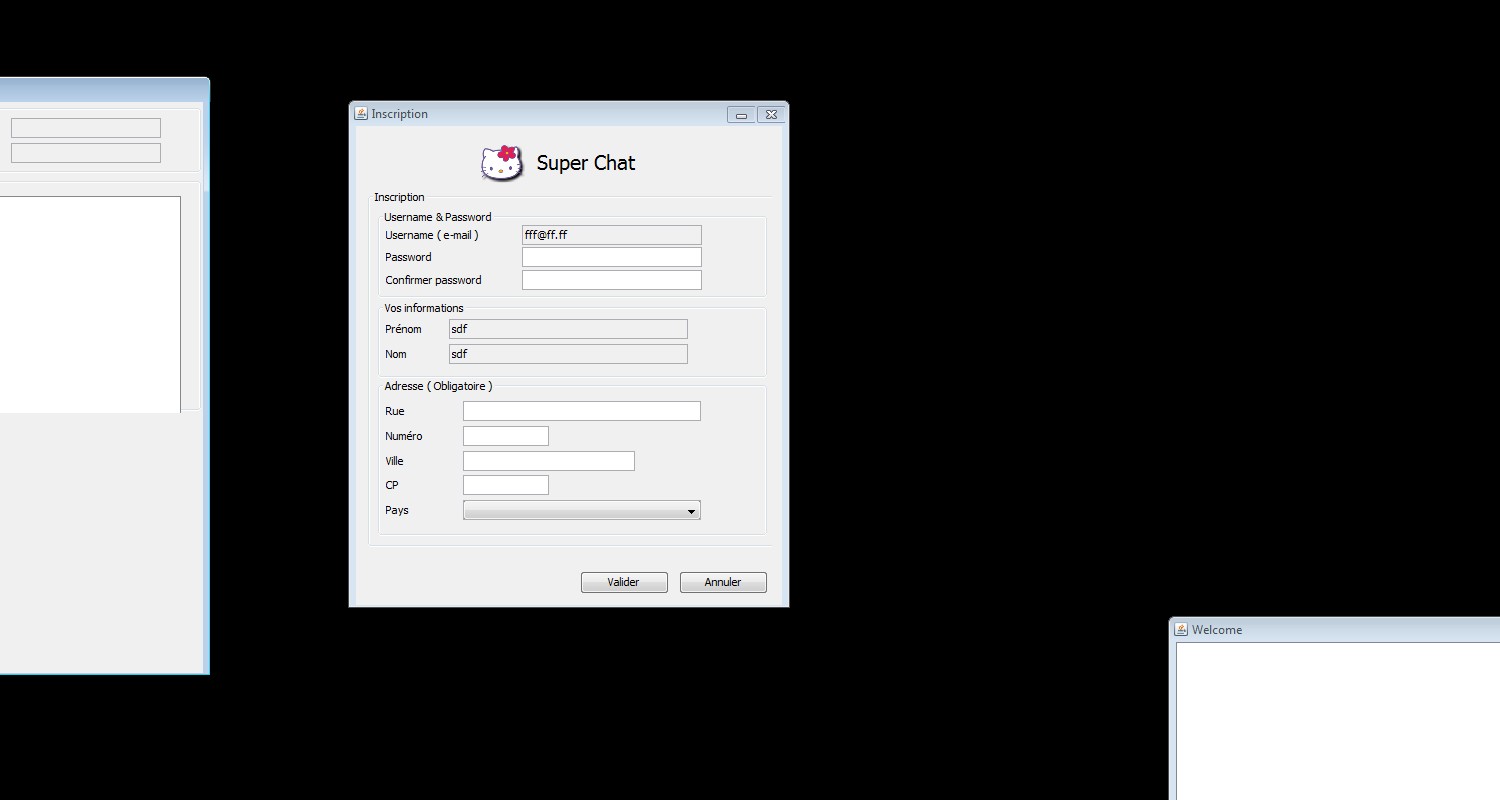 Inscription
Super Chat
Inscription
Username & Password
Username ( e-mail ) fff@ff.ff
Password
Confirmer password
Vos informations
Prénom sdf
Nom sdf
Adresse ( Obligatoire )
Rue
Numéro
Ville
CP
Pays
Valider Annuler
Welcome